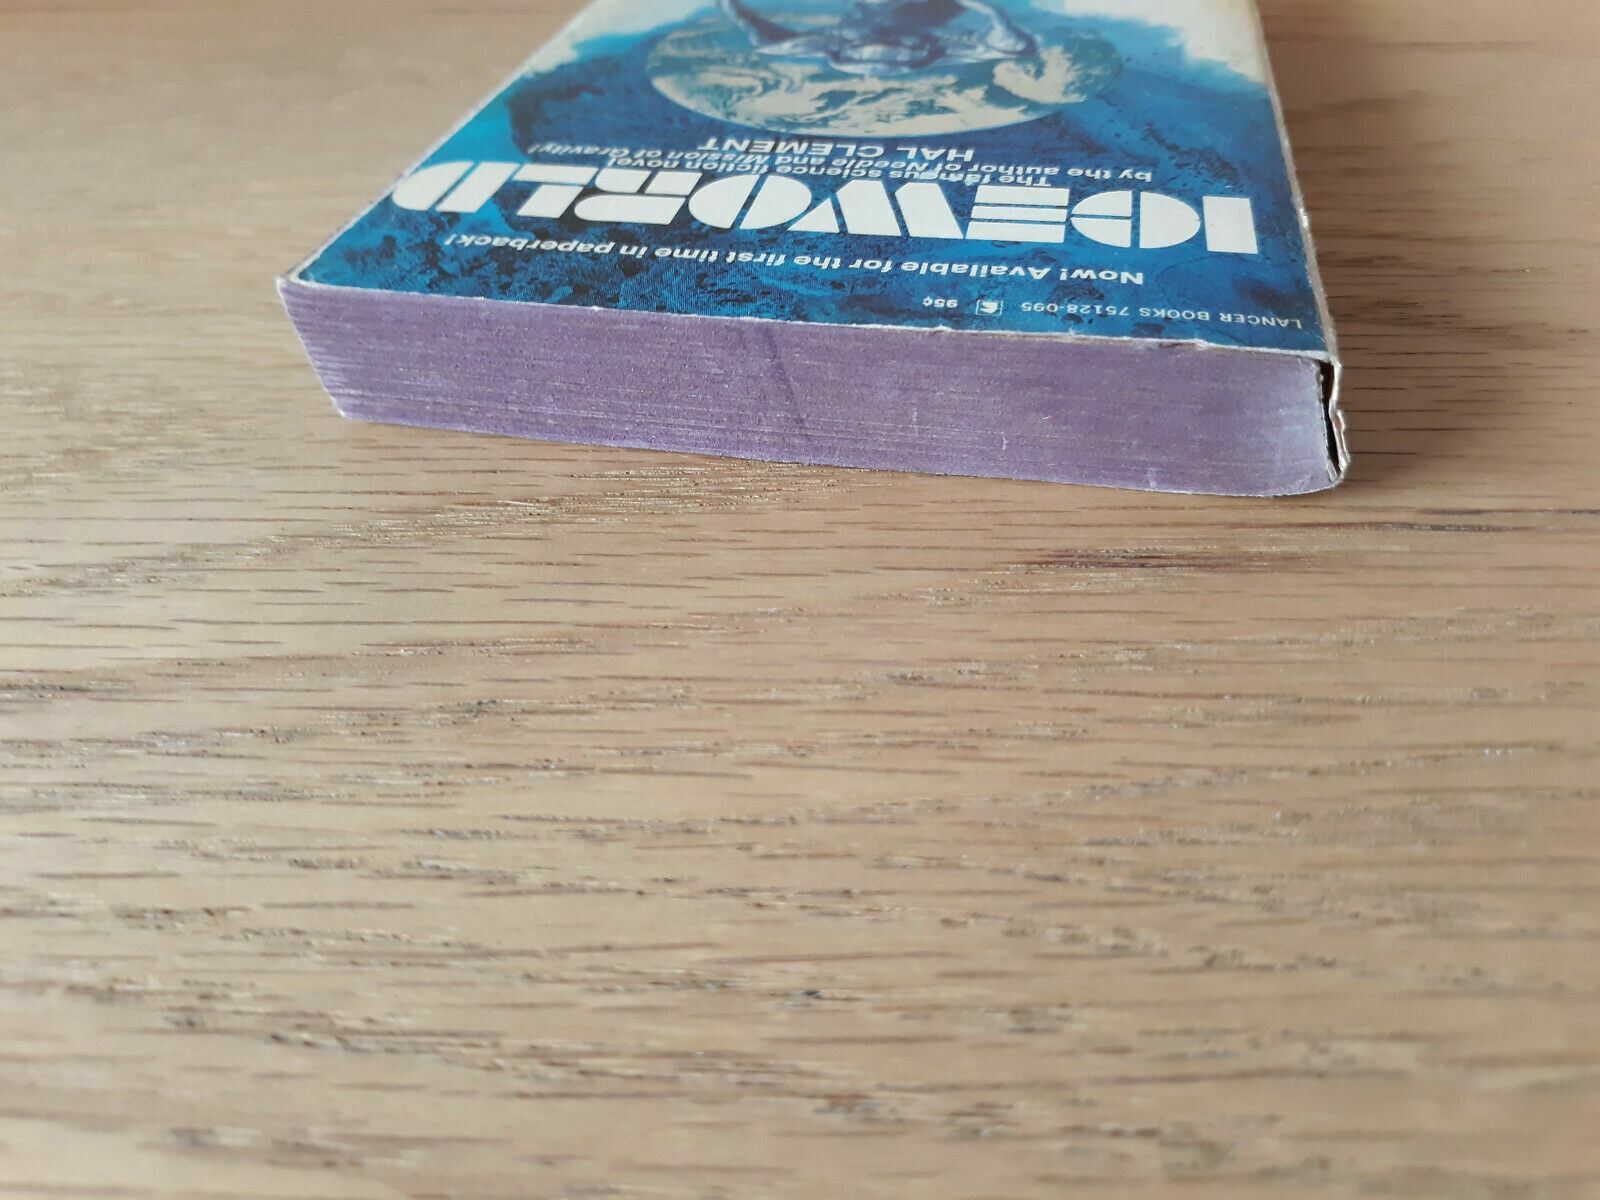 LANCER BOOKS 75128-095 95¢
Now! Available for the first time in paperback!
ICEWORLD
The famous science fiction novel
by the author of Needle and Mission of Gravity!
HAL CLEMENT